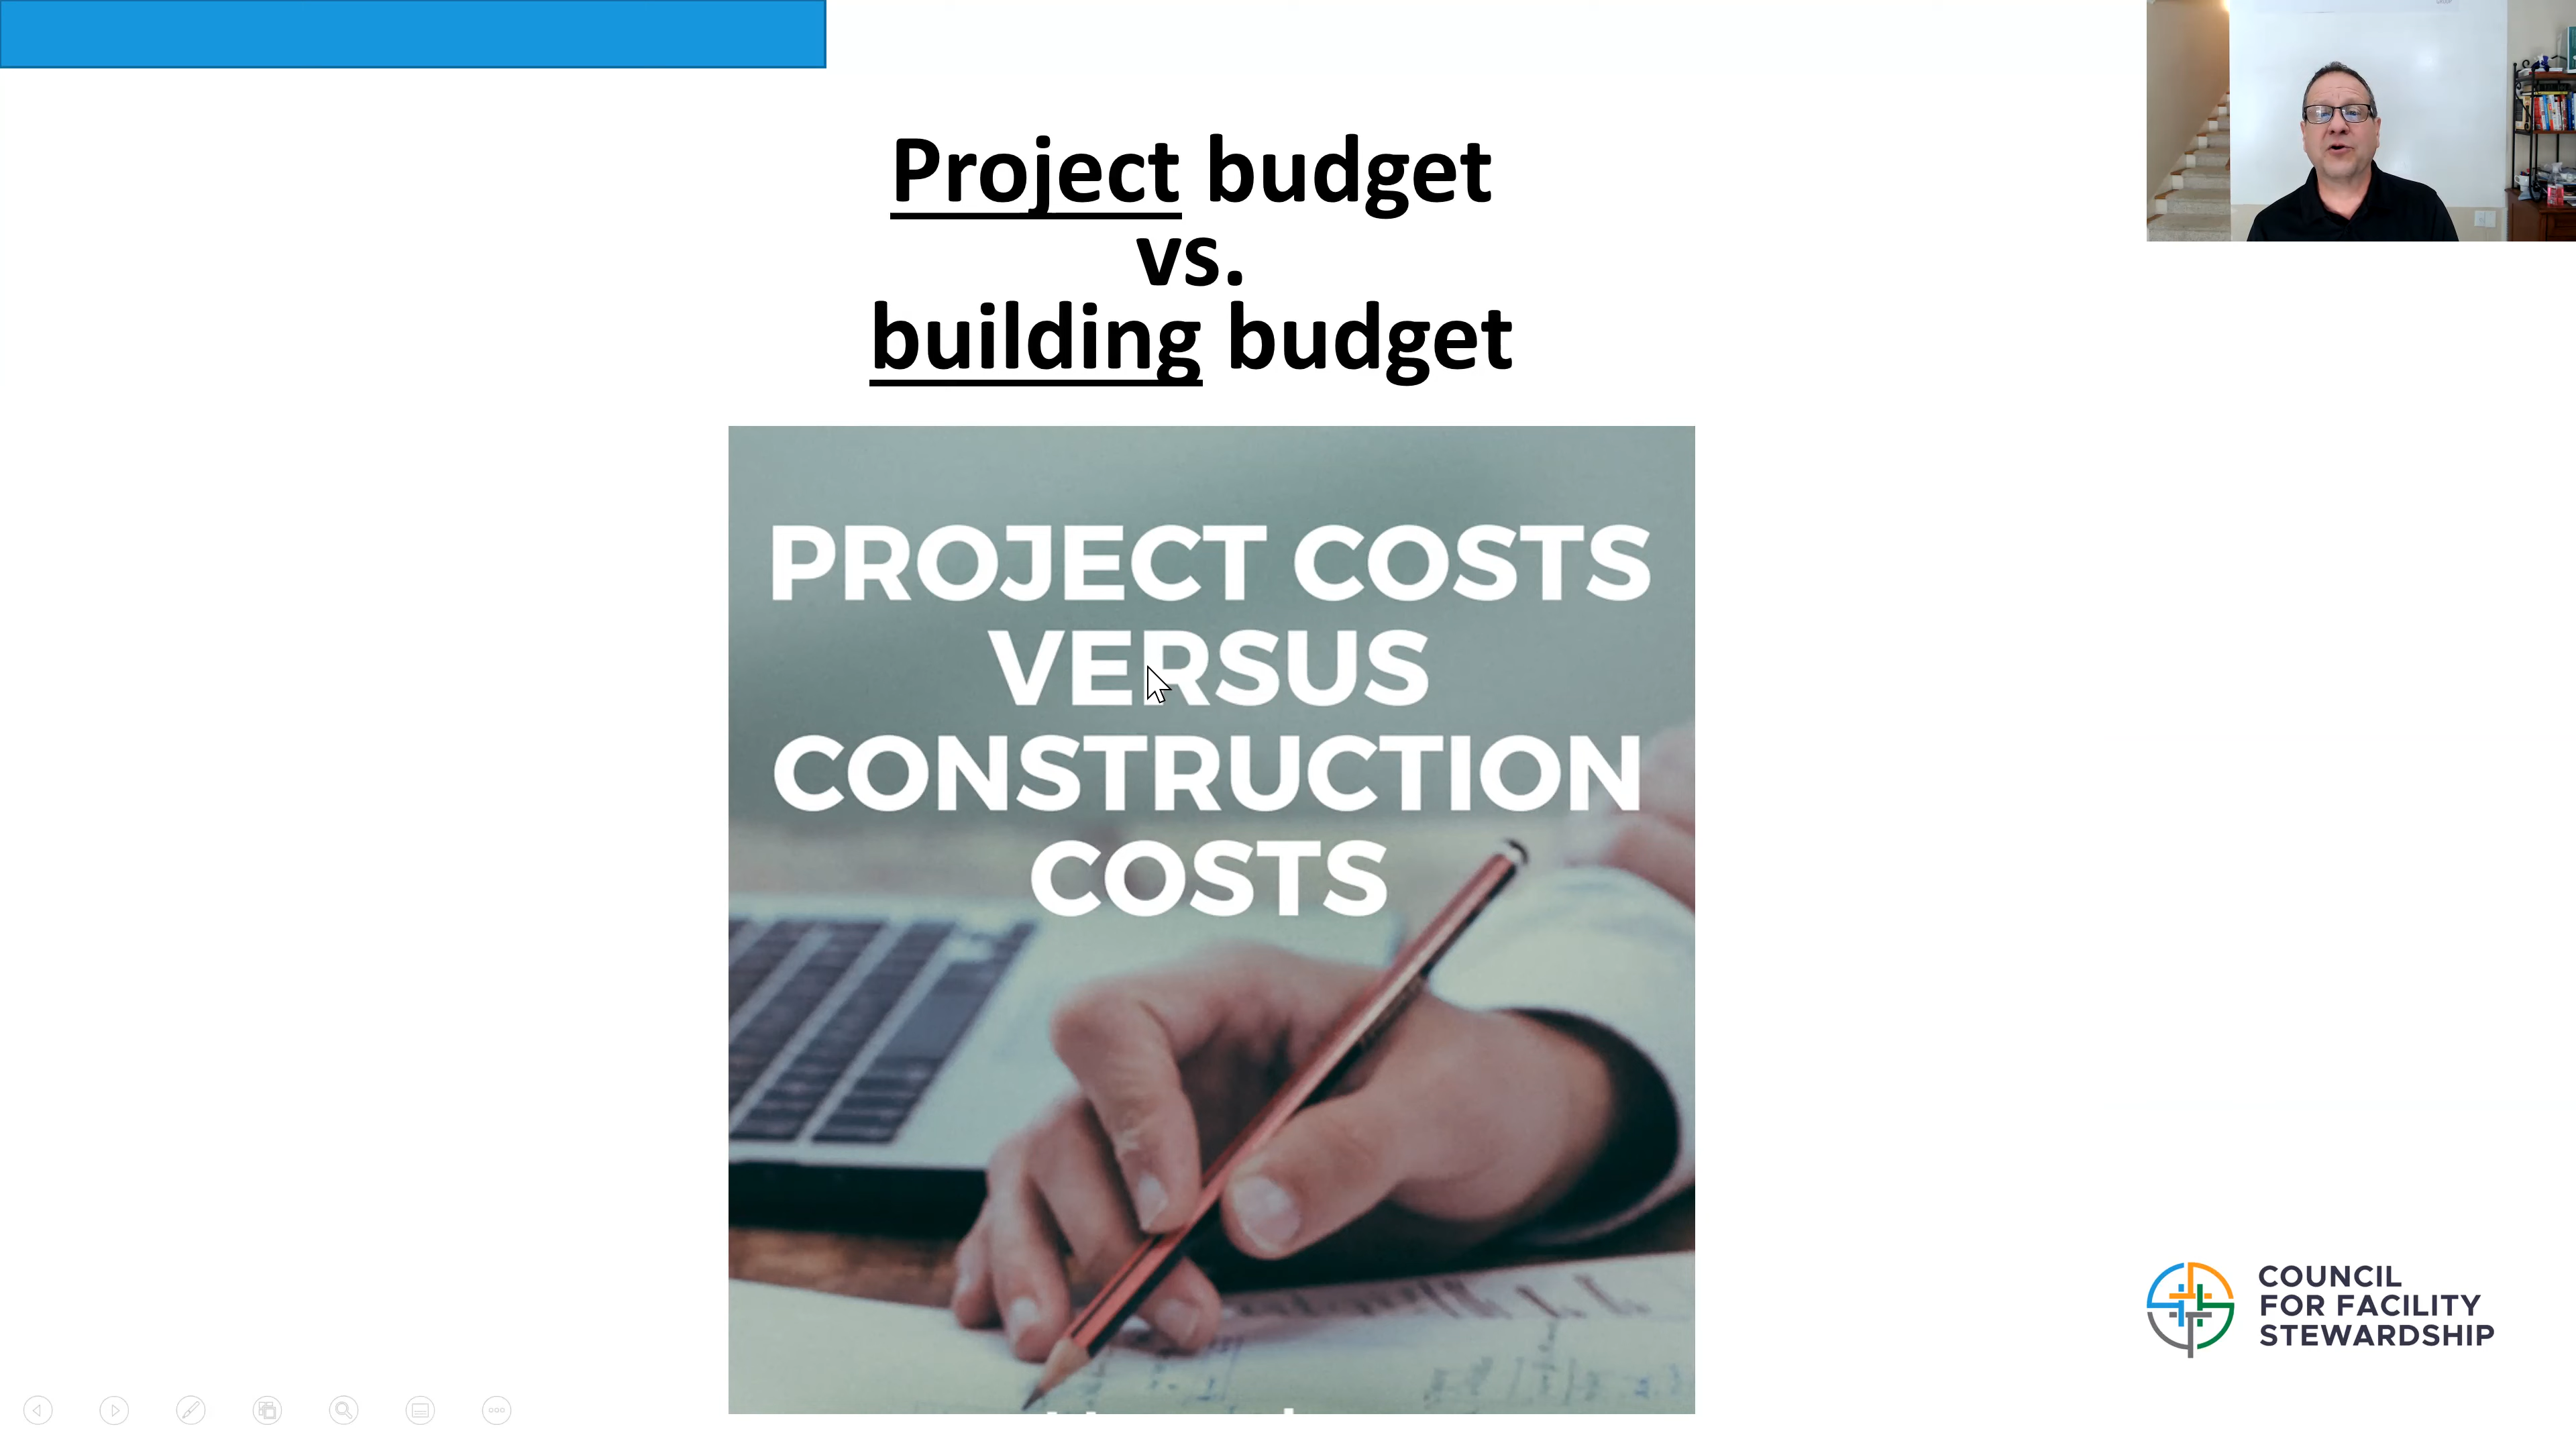 Project budget
vs.
building budget
PROJECT COSTS
VERSUS
CONSTRUCTION
COSTS
COUNCIL
FOR FACILITY
STEWARDSHIP